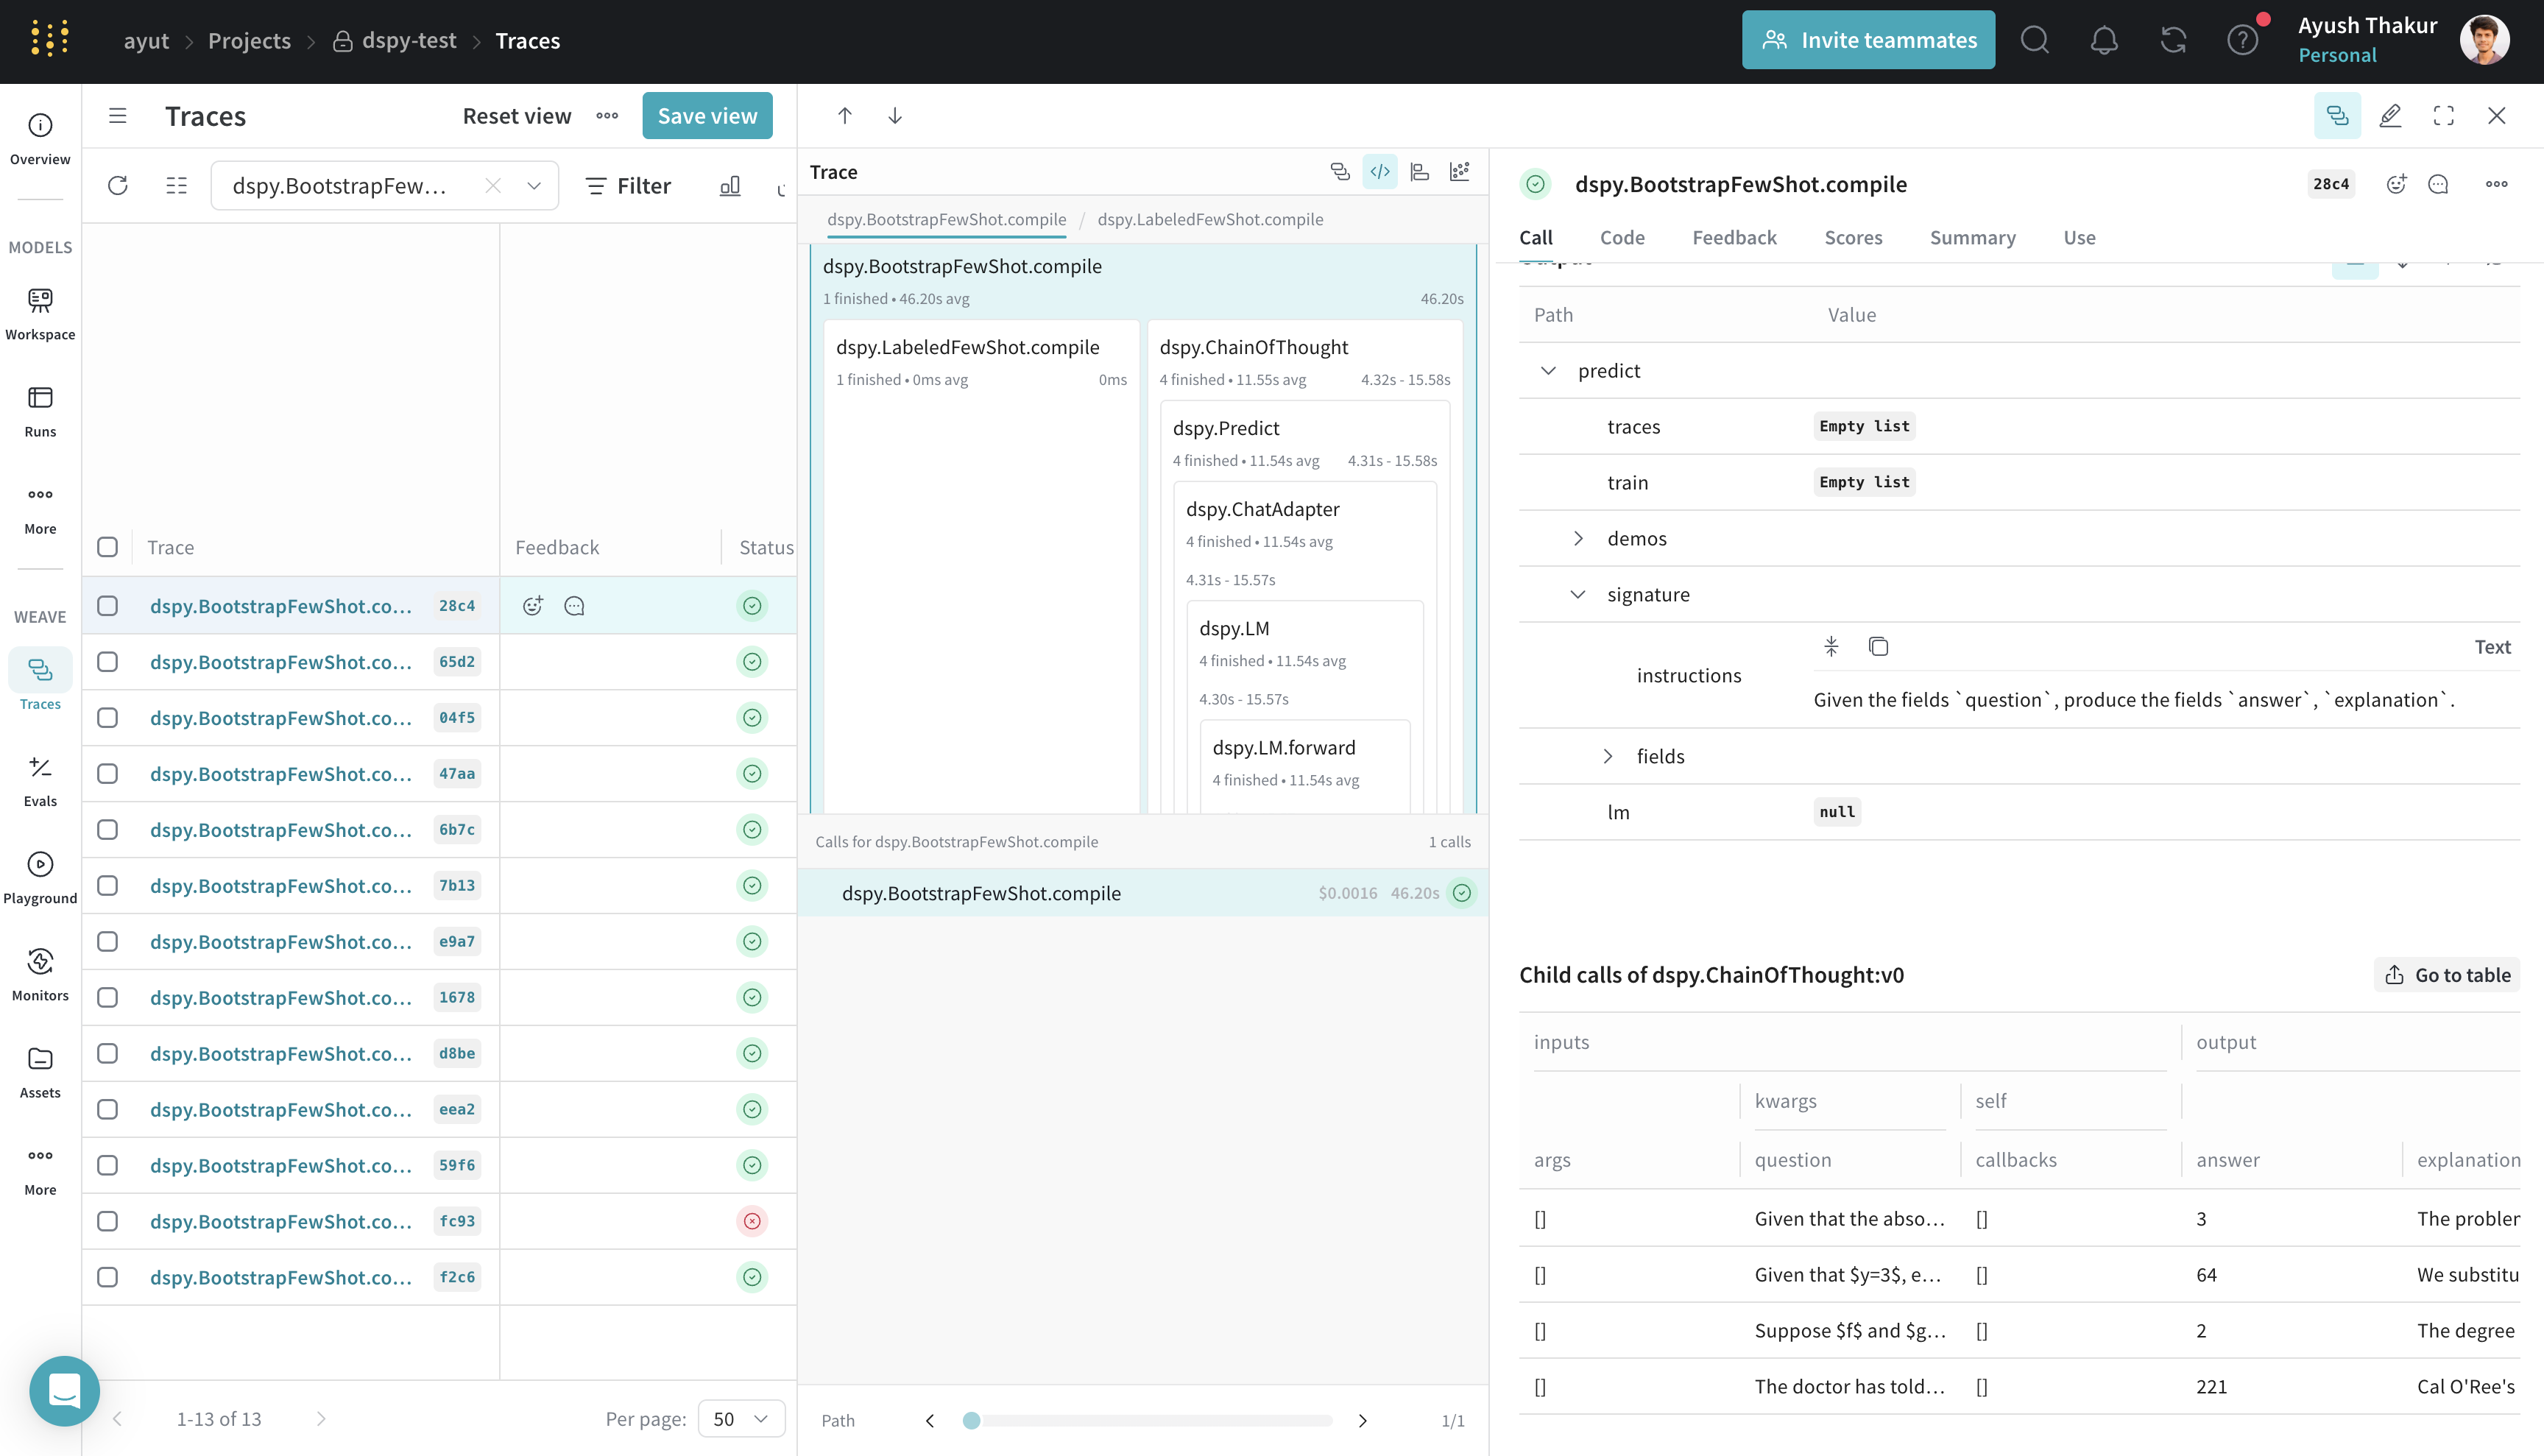 ayut > Projects > dspy-test > Traces
Invite teammates
Ayush Thakur
Personal
Overview
MODELS
Workspace
Runs
More
WEAVE
Traces
Evals
Playground
Monitors
Assets
More
Traces
Reset view
Save view
dspy.BootstrapFew...
Filter
Trace Feedback Status
dspy.BootstrapFewShot.co... 28c4
dspy.BootstrapFewShot.co... 65d2
dspy.BootstrapFewShot.co... 04f5
dspy.BootstrapFewShot.co... 47aa
dspy.BootstrapFewShot.co... 6b7c
dspy.BootstrapFewShot.co... 7b13
dspy.BootstrapFewShot.co... e9a7
dspy.BootstrapFewShot.co... 1678
dspy.BootstrapFewShot.co... d8be
dspy.BootstrapFewShot.co... eea2
dspy.BootstrapFewShot.co... 59f6
dspy.BootstrapFewShot.co... fc93
dspy.BootstrapFewShot.co... f2c6
1-13 of 13
Per page: 50
Trace
</>
dspy.BootstrapFewShot.compile / dspy.LabeledFewShot.compile
dspy.BootstrapFewShot.compile
1 finished • 46.20s avg 46.20s
dspy.LabeledFewShot.compile
1 finished • 0ms avg 0ms
dspy.ChainOfThought
4 finished • 11.55s avg 4.32s - 15.58s
dspy.Predict
4 finished • 11.54s avg 4.31s - 15.58s
dspy.ChatAdapter
4 finished • 11.54s avg
4.31s - 15.57s
dspy.LM
4 finished • 11.54s avg
4.30s - 15.57s
dspy.LM.forward
4 finished • 11.54s avg
Calls for dspy.BootstrapFewShot.compile 1 calls
dspy.BootstrapFewShot.compile $0.0016 46.20s
Path 1/1
dspy.BootstrapFewShot.compile 28c4
Call Code Feedback Scores Summary Use
Output
Path Value
predict
traces Empty list
train Empty list
demos
signature
Text
instructions
Given the fields `question`, produce the fields `answer`, `explanation`.
fields
lm null
Child calls of dspy.ChainOfThought:v0
Go to table
inputs output
kwargs self
args question callbacks answer explanation
[] Given that the abso... [] 3 The probler
[] Given that $y=3$, e... [] 64 We substitu
[] Suppose $f$ and $g... [] 2 The degree
[] The doctor has told... [] 221 Cal O'Ree's